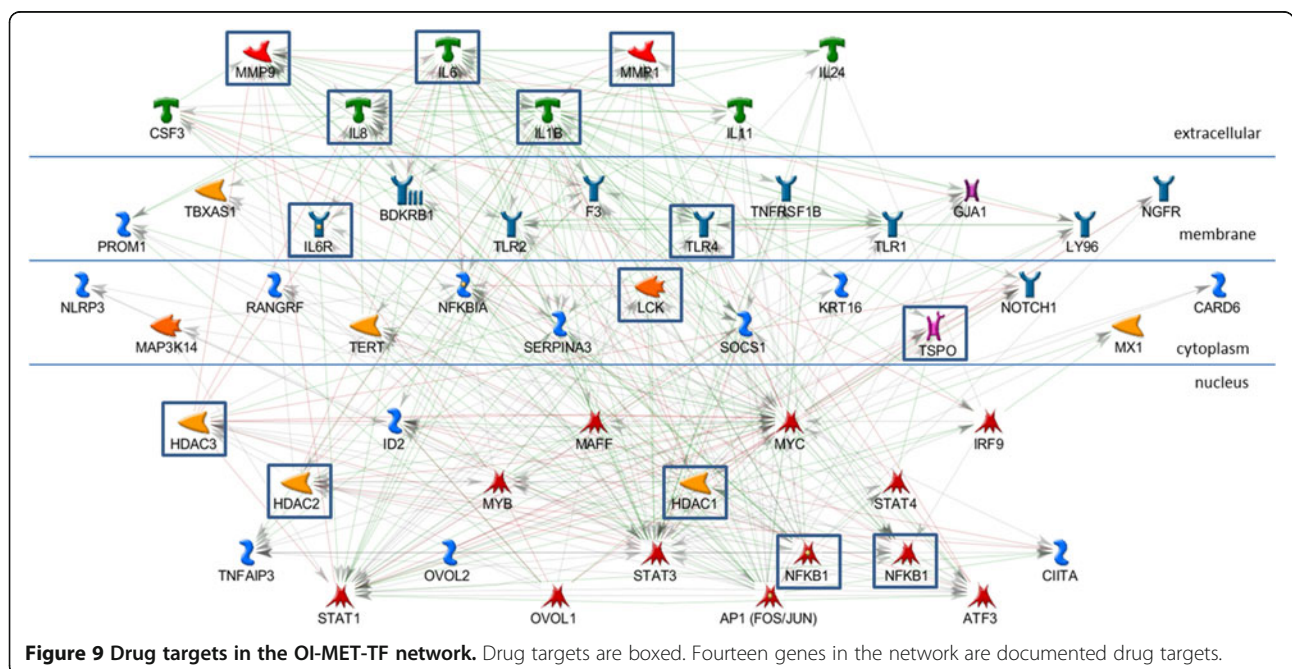 MMP9
IL6
MMP1
IL24
CSF3
IL8
IL1B
IL11
extracellular
TBXAS1
BDKRB1
F3
TNFRSF1B
GJA1
NGFR
PROM1
IL6R
TLR2
TLR4
TLR1
LY96
membrane
NLRP3
RANGRF
NFKBIA
LCK
KRT16
NOTCH1
CARD6
MAP3K14
TERT
SERPINA3
SOCS1
TSPO
MX1
cytoplasm
nucleus
HDAC3
ID2
MAFF
MYC
IRF9
HDAC2
MYB
HDAC1
STAT4
TNFAIP3
OVOL2
STAT3
NFKB1
NFKB1
CIITA
STAT1
OVOL1
AP1 (FOS/JUN)
ATF3
Figure 9 Drug targets in the OI-MET-TF network. Drug targets are boxed. Fourteen genes in the network are documented drug targets.